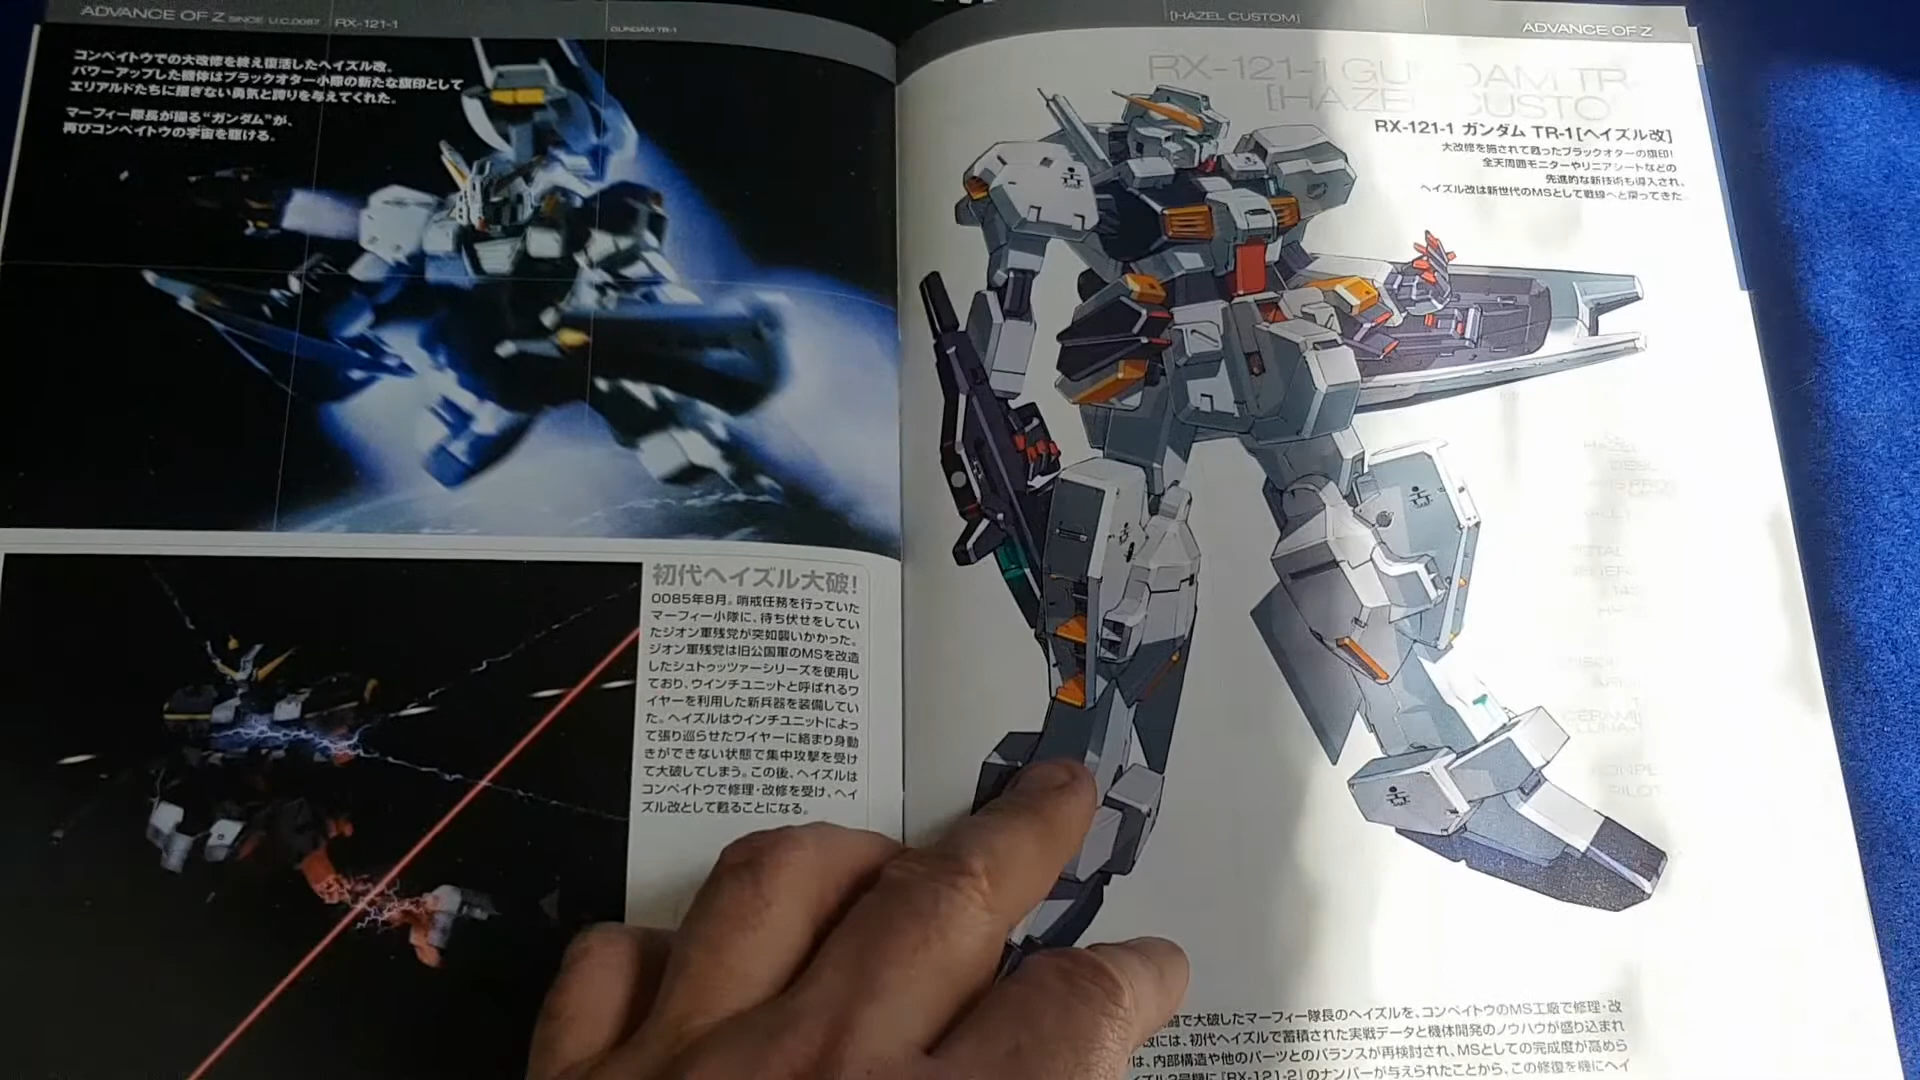 ADVANCE OF Z SINCE U.C.0087 RX-121-1
GUNDAM TR-1
コンペイトウでの大改修を終え復活したヘイズル改。
パワーアップした機体はブラックオター小隊の新たな旗印として
エリアルドたちに揺ぎない勇気と誇りを与えてくれた。
マーフィー隊長が操る“ガンダム”が、
再びコンペイトウの宇宙を駆ける。
初代ヘイズル大破!
0085年8月。哨戒任務を行っていた
マーフィー小隊に、待ち伏せをしてい
たジオン軍残党が突如襲いかかった。
ジオン軍残党は旧公国軍のMSを改造
したシュトゥッツァーシリーズを使用し
ており、ウインチユニットと呼ばれるワ
イヤーを利用した新兵器を装備してい
た。ヘイズルはウインチユニットによっ
て張り巡らせたワイヤーに絡まり身動
きができない状態で集中攻撃を受け
て大破してしまう。この後、ヘイズルは
コンペイトウで修理・改修を受け、ヘイ
ズル改として甦ることになる。
[HAZEL CUSTOM]
ADVANCE OF Z
RX-121-1 GU DAM TR-
[HAZE CUSTO
RX-121-1 ガンダム TR-1[ヘイズル改]
大改修を施されて甦ったブラックオターの旗印!
全天周囲モニターやリニアシートなどの
先進的な新技術も導入され、
ヘイズル改は新世代のMSとして戦線へと戻ってきた。
闘で大破したマーフィー隊長のヘイズルを、コンペイトウのMS工廠で修理・改
改には、初代ヘイズルで蓄積された実戦データと機体開発のノウハウが盛り込まれ
は、内部構造や他のパーツとのバランスが再検討され、MSとしての完成度が高めら
イズル2号機に「RX-121-2」のナンバーが与えられたことから、この修復を機にヘイ